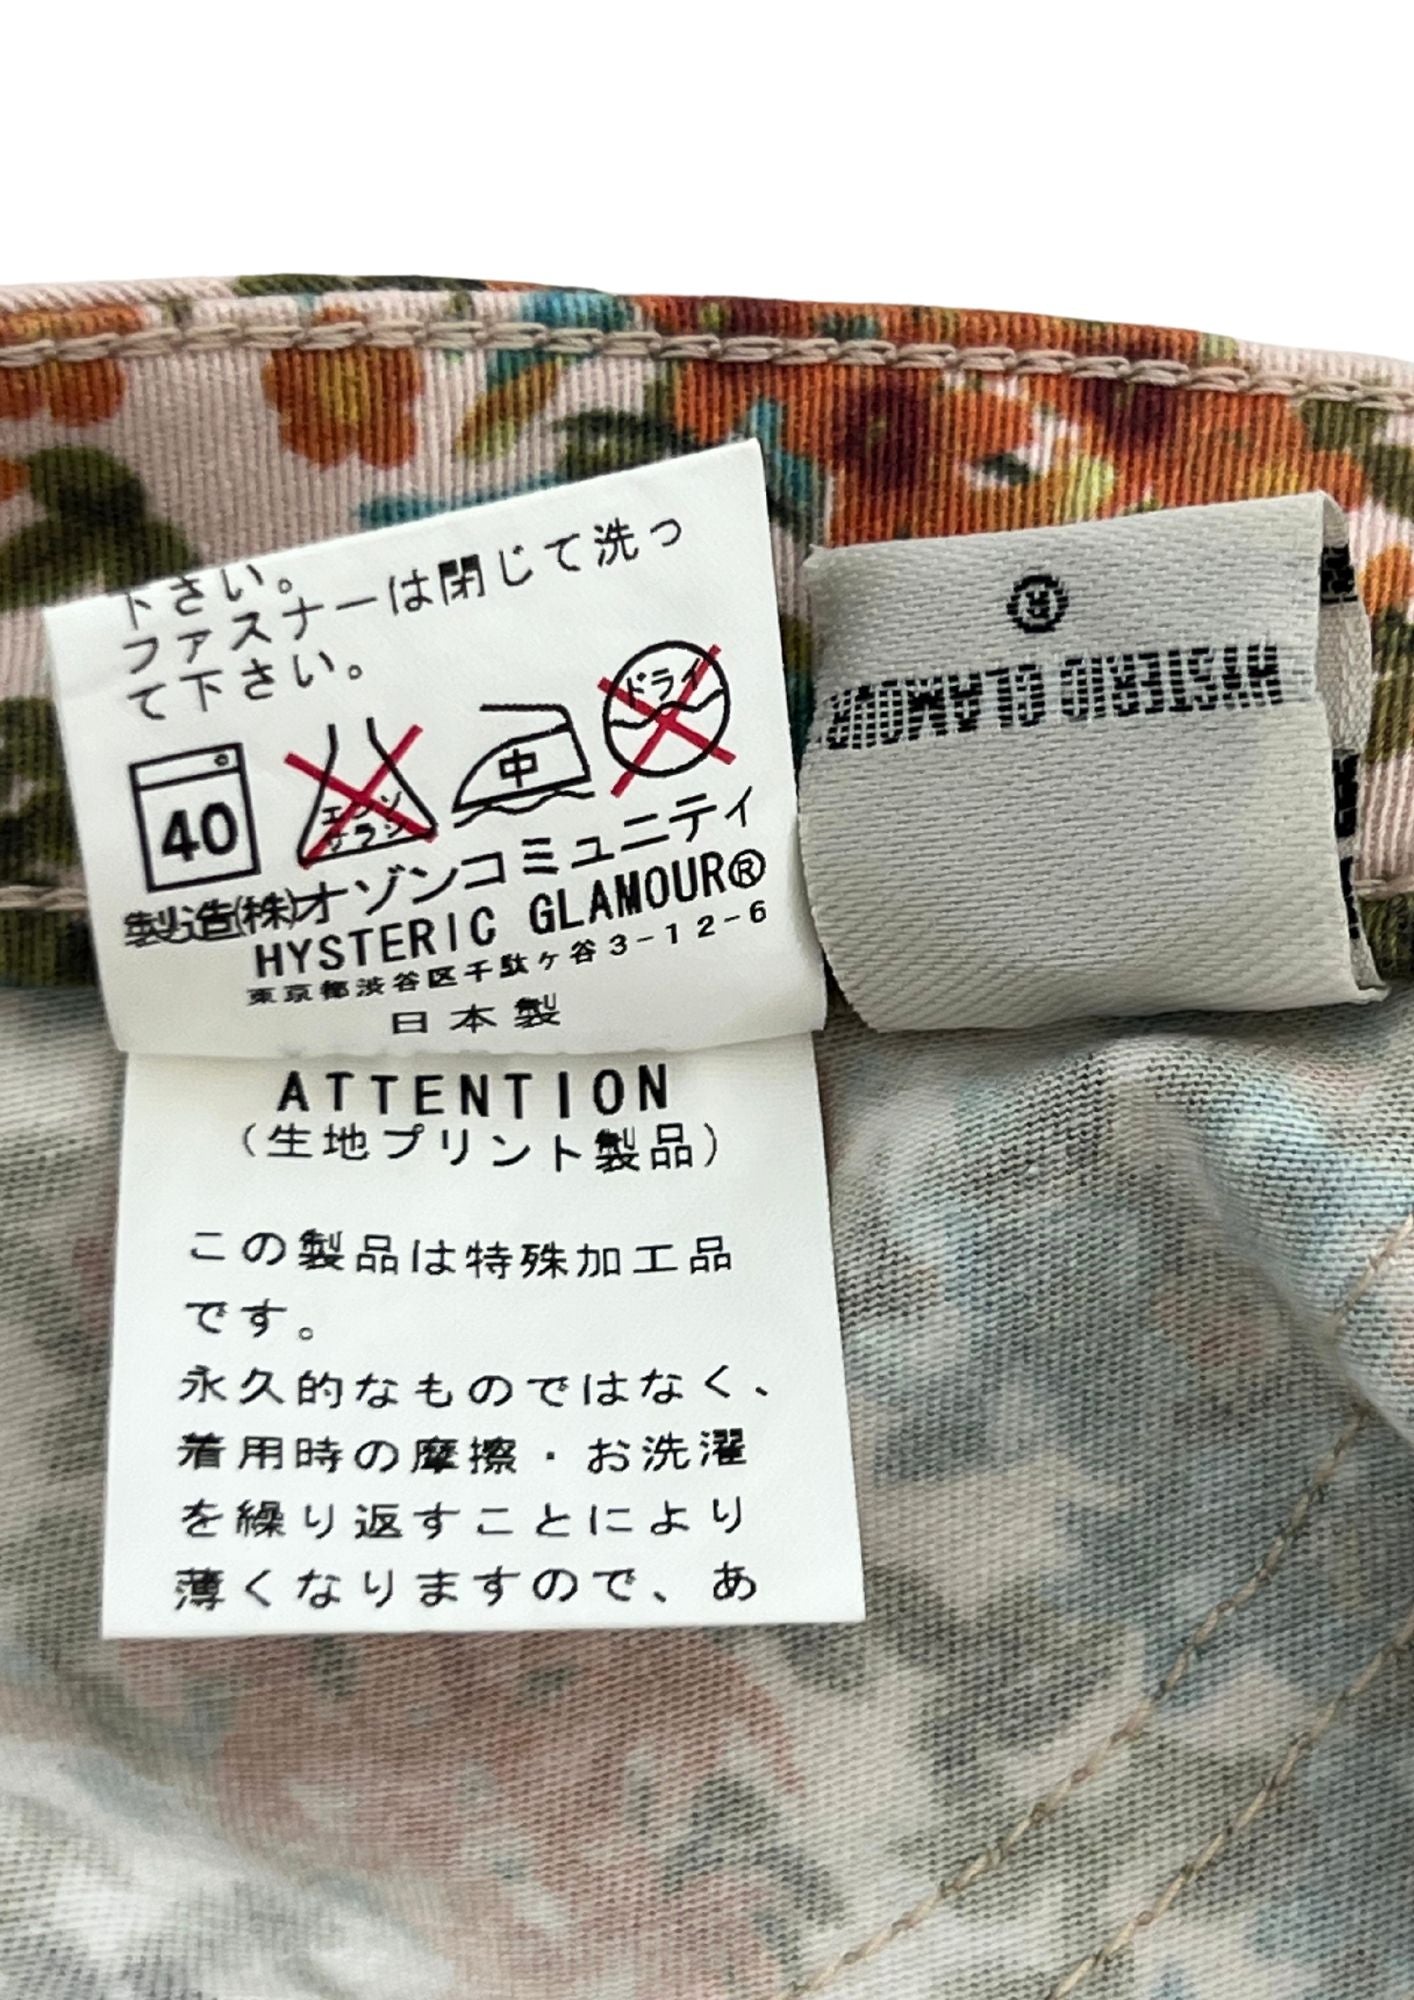 下さい。
ファスナーは閉じて洗っ
て下さい。
40
エンソ
サラシ
中
ドライ
製造(株)オゾンコミュニティ
HYSTERIC GLAMOUR®
東京都渋谷区千駄ケ谷3-12-6
日本製
ATTENTION
(生地プリント製品)
この製品は特殊加工品
です。
永久的なものではなく、
着用時の摩擦・お洗濯
を繰り返すことにより
薄くなりますので、あ
®
HYSTERIC GLAMOUR